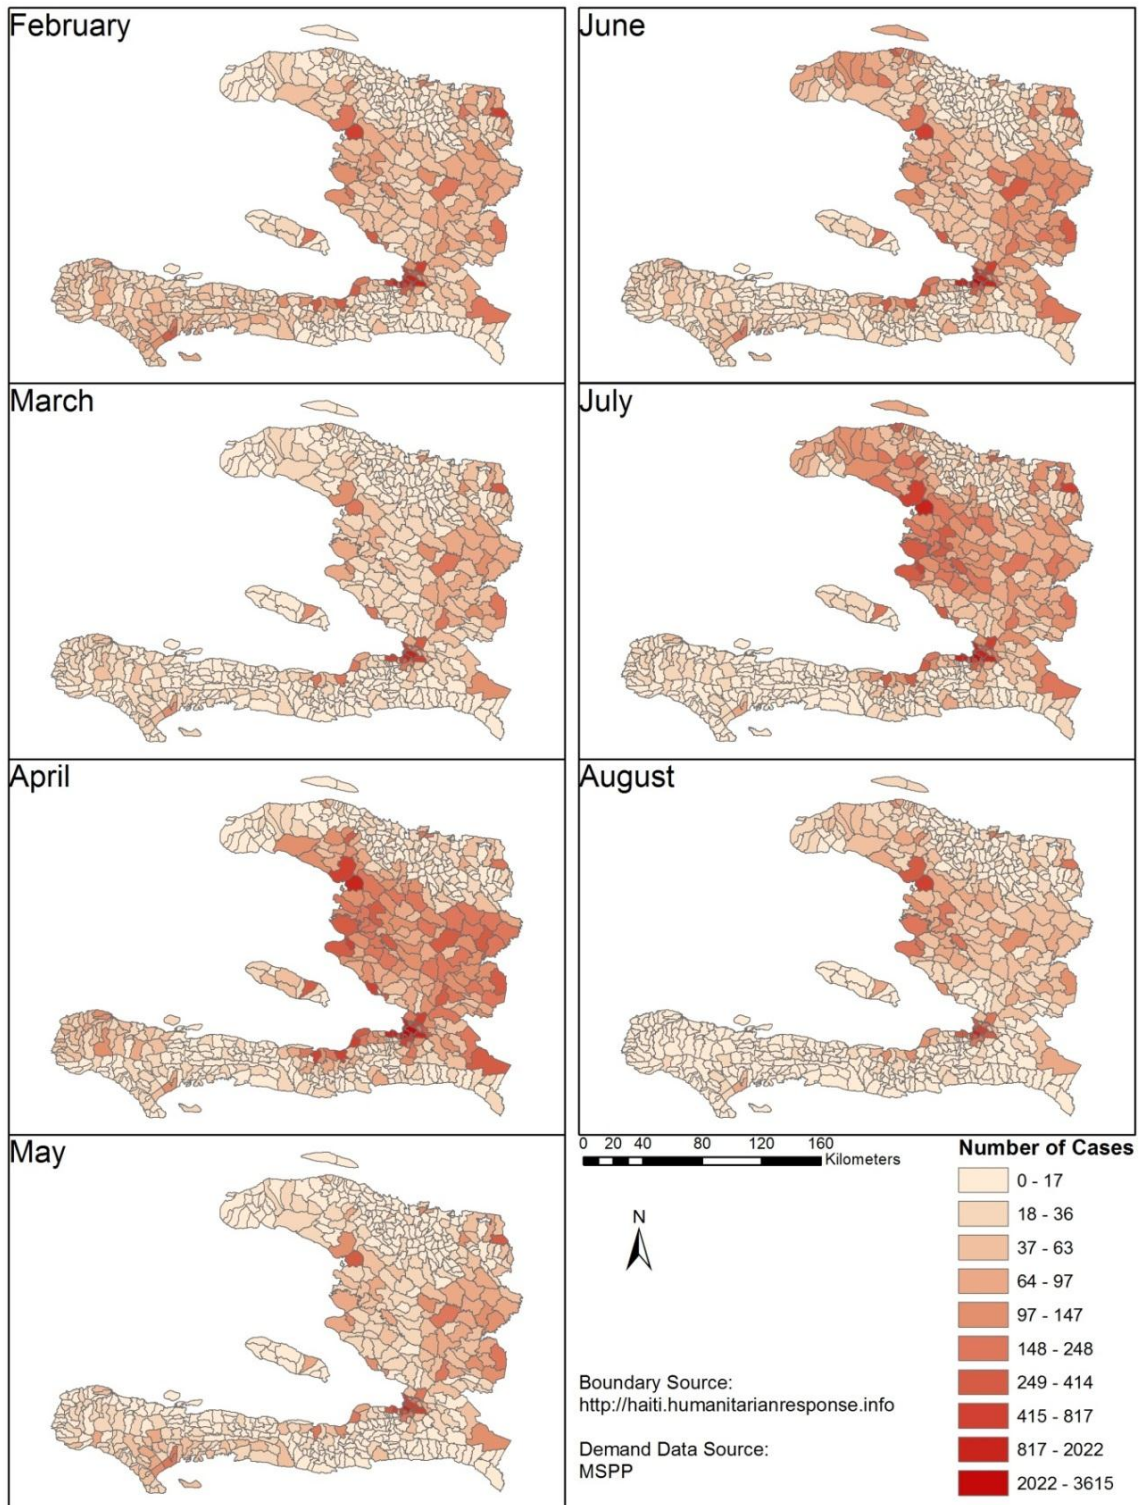 February
June
March
July
April
August
May
0 20 40 80 120 160
Kilometers
N
Boundary Source:
http://haiti.humanitarianresponse.info
Demand Data Source:
MSPP
Number of Cases
0 - 17
18 - 36
37 - 63
64 - 97
97 - 147
148 - 248
249 - 414
415 - 817
817 - 2022
2022 - 3615